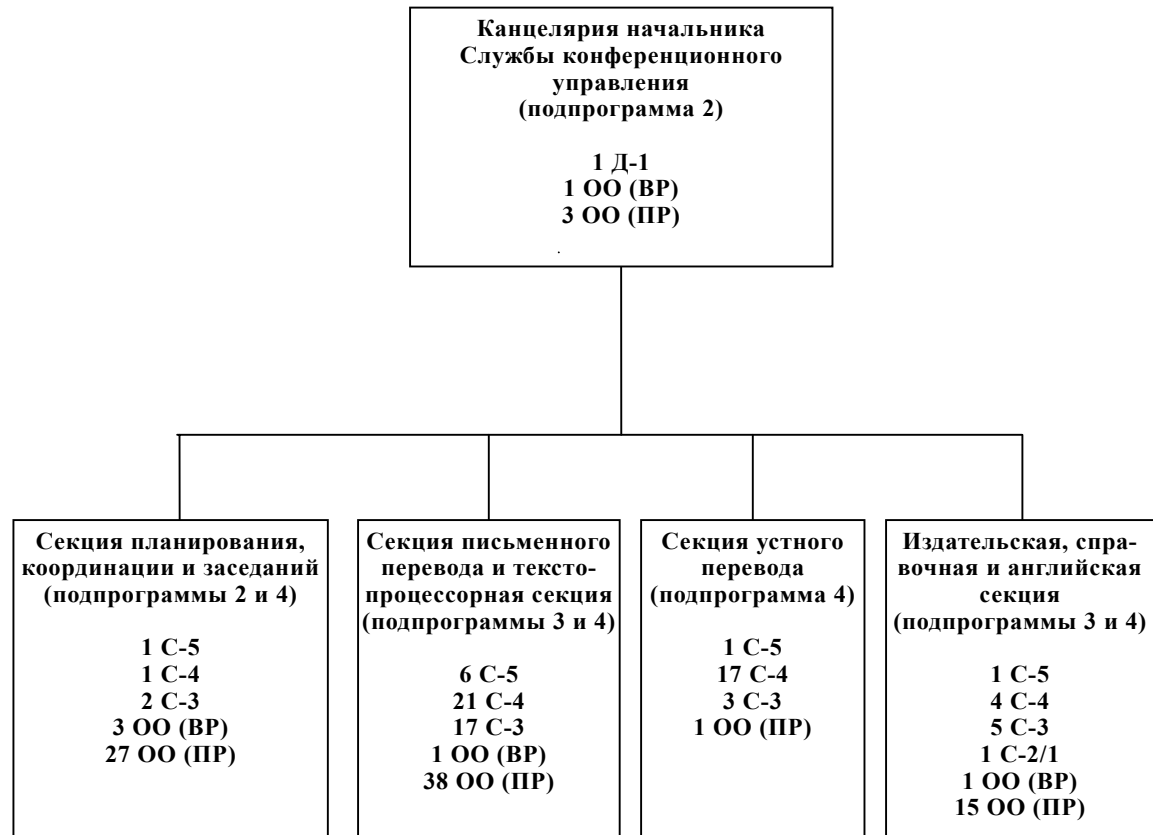 Канцелярия начальника
Службы конференционного
управления
(подпрограмма 2)
1 Д-1
1 ОО (ВР)
3 ОО (ПР)
Секция планирования,
координации и заседаний
(подпрограммы 2 и 4)
1 С-5
1 С-4
2 С-3
3 ОО (ВР)
27 ОО (ПР)
Секция письменного
перевода и тексто-
процессорная секция
(подпрограммы 3 и 4)
6 С-5
21 С-4
17 С-3
1 ОО (ВР)
38 ОО (ПР)
Секция устного
перевода
(подпрограмма 4)
1 С-5
17 С-4
3 С-3
1 ОО (ПР)
Издательская, спра-
вочная и английская
секция
(подпрограммы 3 и 4)
1 С-5
4 С-4
5 С-3
1 С-2/1
1 ОО (ВР)
15 ОО (ПР)